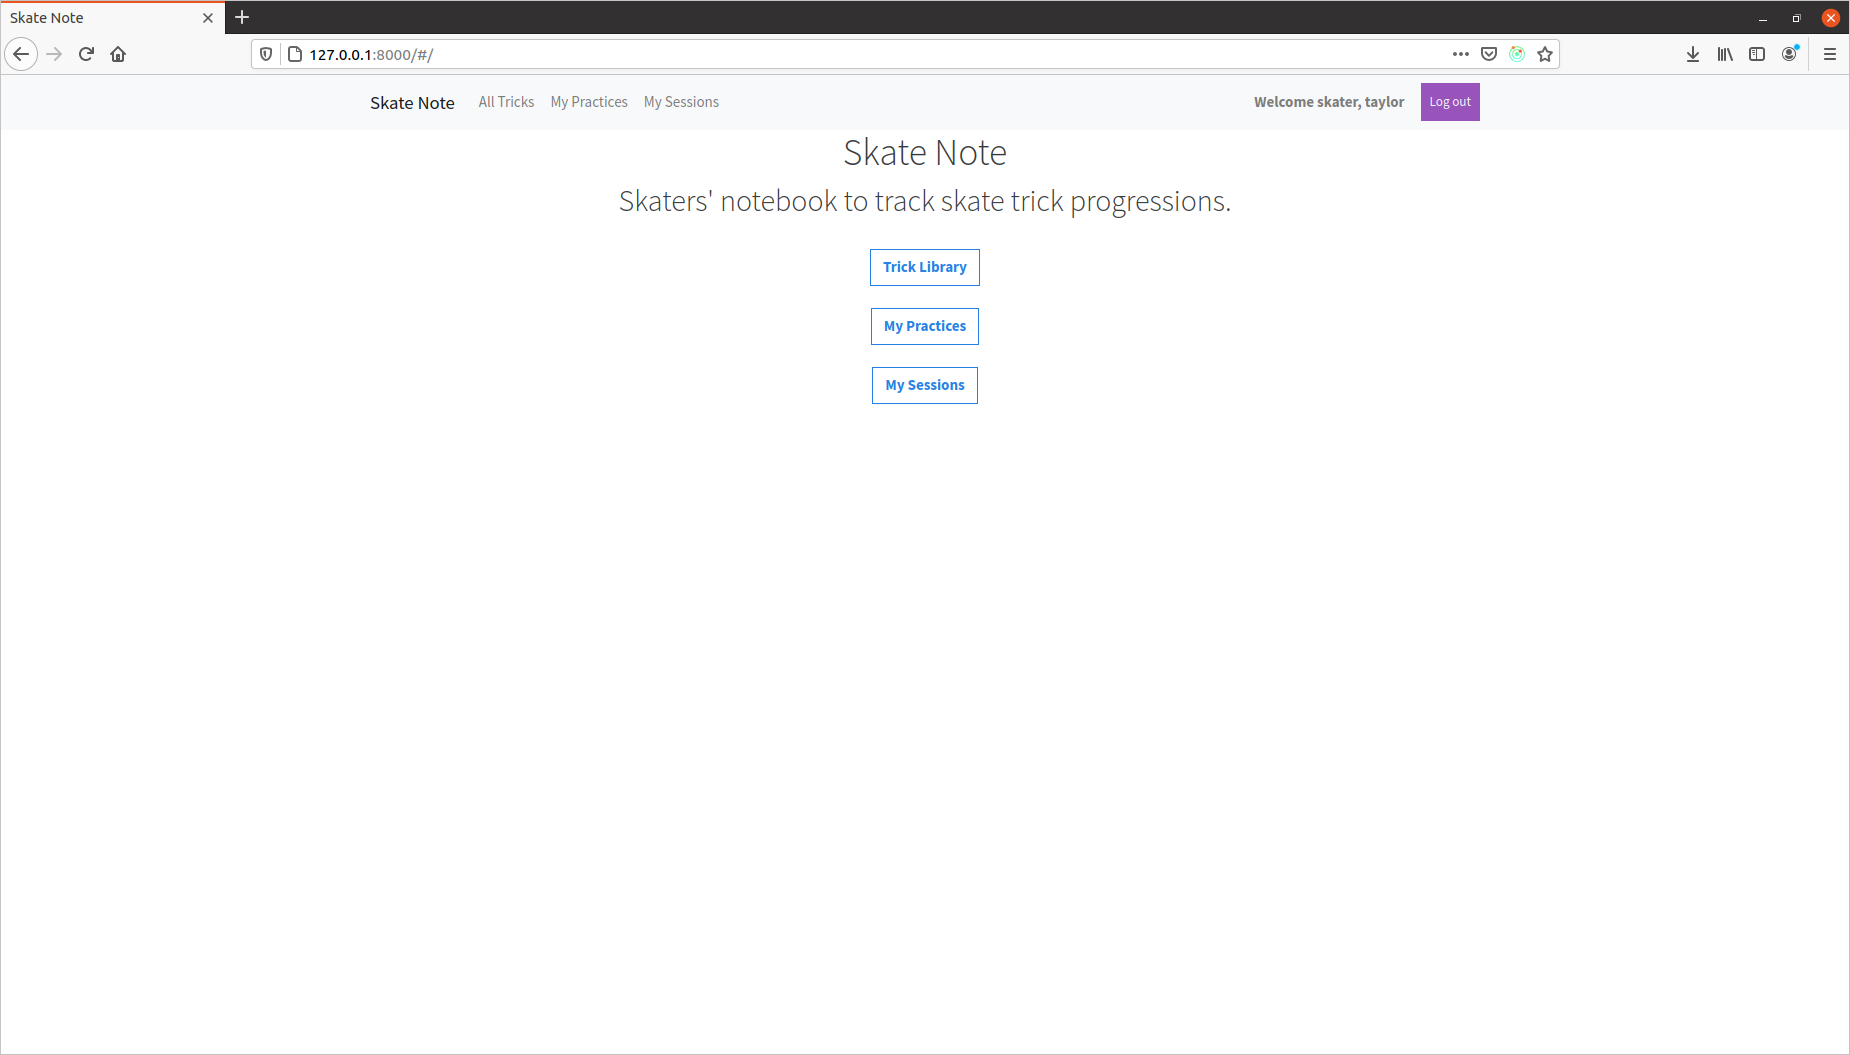 Skate Note
127.0.0.1:8000/#/
Skate Note All Tricks My Practices My Sessions Welcome skater, taylor Log out
Skate Note
Skaters' notebook to track skate trick progressions.
Trick Library
My Practices
My Sessions